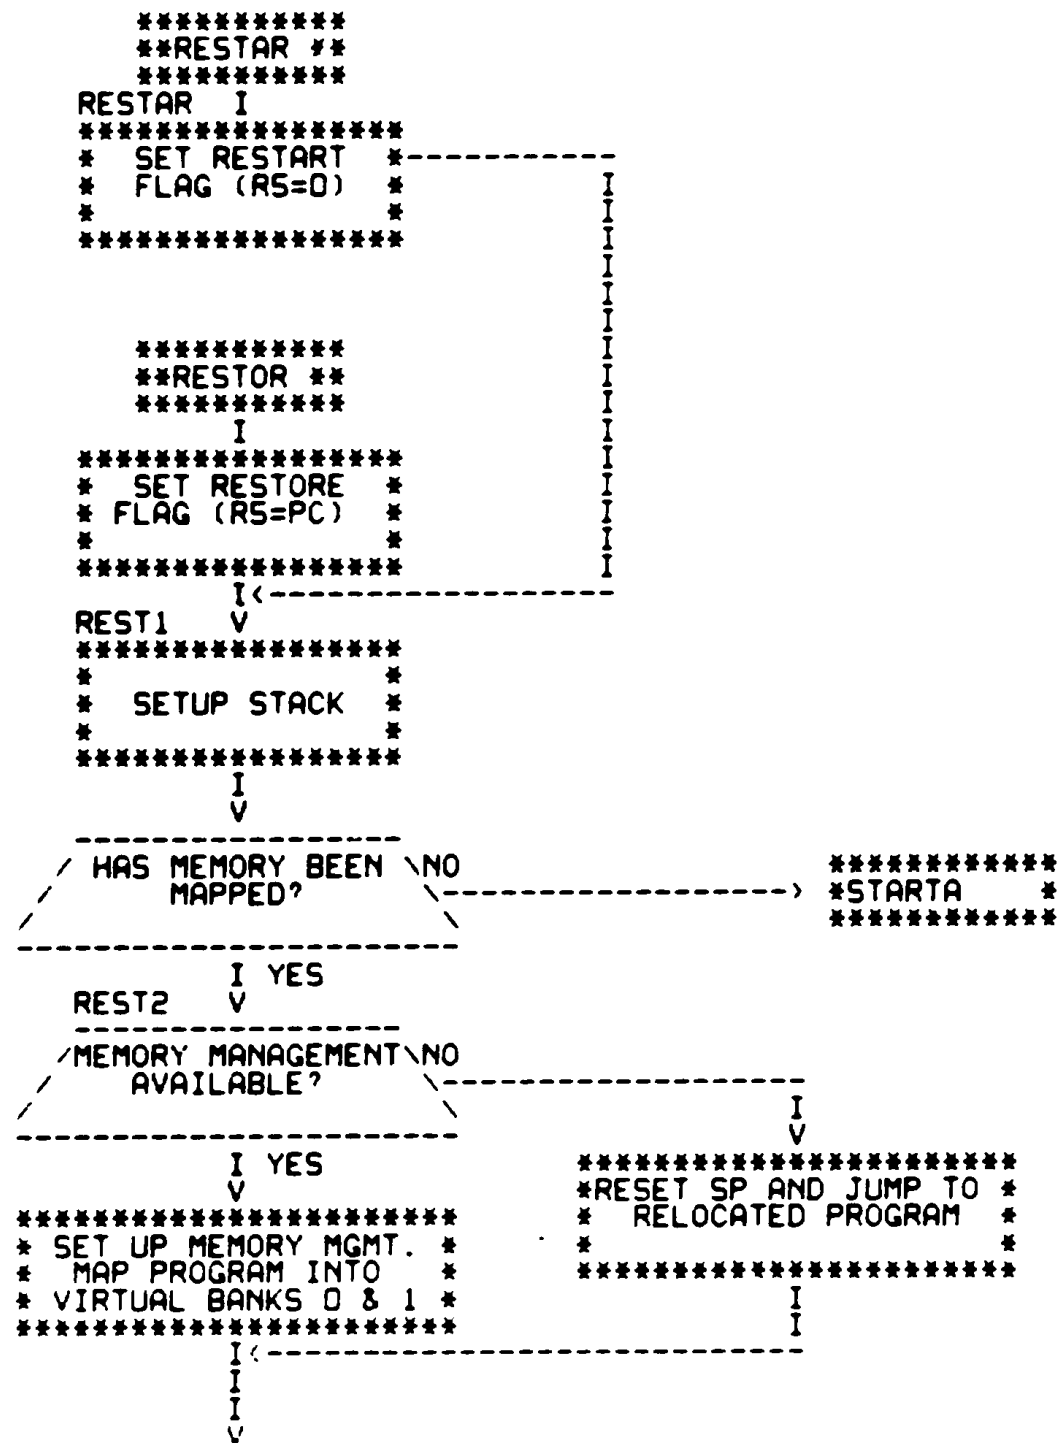 ***********
**RESTAR **
***********
RESTAR I
*****************
* SET RESTART *-----------
* FLAG (R5=0) * I
* * I
***************** I
I
I
I
***********  I
**RESTOR ** I
*********** I
I I
***************** I
* SET RESTORE * I
* FLAG (R5=PC) * I
* * I
***************** I
I<------------------
REST1 V
*****************
* *
* SETUP STACK *
* *
*****************
I
V
-----------------
/ HAS MEMORY BEEN \NO ************
/ MAPPED? \------------------> *STARTA *
/ \ ************
-----------------------
I YES
REST2 V
-----------------
/MEMORY MANAGEMENT\NO
/ AVAILABLE? \-------------------
/ \ I
----------------------- V
I YES ***********************
V *RESET SP AND JUMP TO *
*********************** * RELOCATED PROGRAM *
* SET UP MEMORY MGMT. * * *
* MAP PROGRAM INTO * ***********************
* VIRTUAL BANKS 0 & 1 * I
*********************** I
I<----------------------------
I
I
V